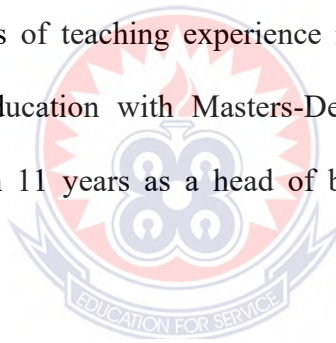 s of teaching experience
ducation with Masters-De
11 years as a head of b
EDUCATION FOR SERVICE